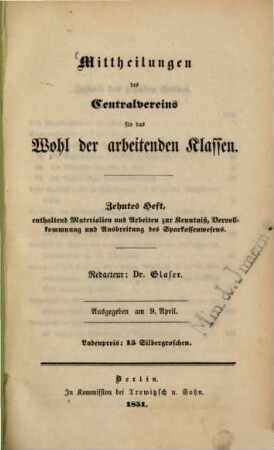 Mittheilungen
des
Centralvereins
für das
Wohl der arbeitenden Klassen.
Zehntes Heft,
enthaltend Materialien und Arbeiten zur Kenntniß, Vervoll-
kommnung und Ausbreitung des Sparkassenwesens.
Redacteur: Dr. Glaser.
Ausgegeben am 9. April.
Ladenpreis: 15 Silbergroschen.
Berlin.
In Kommission bei Trowitzsch u. Sohn.
1851.